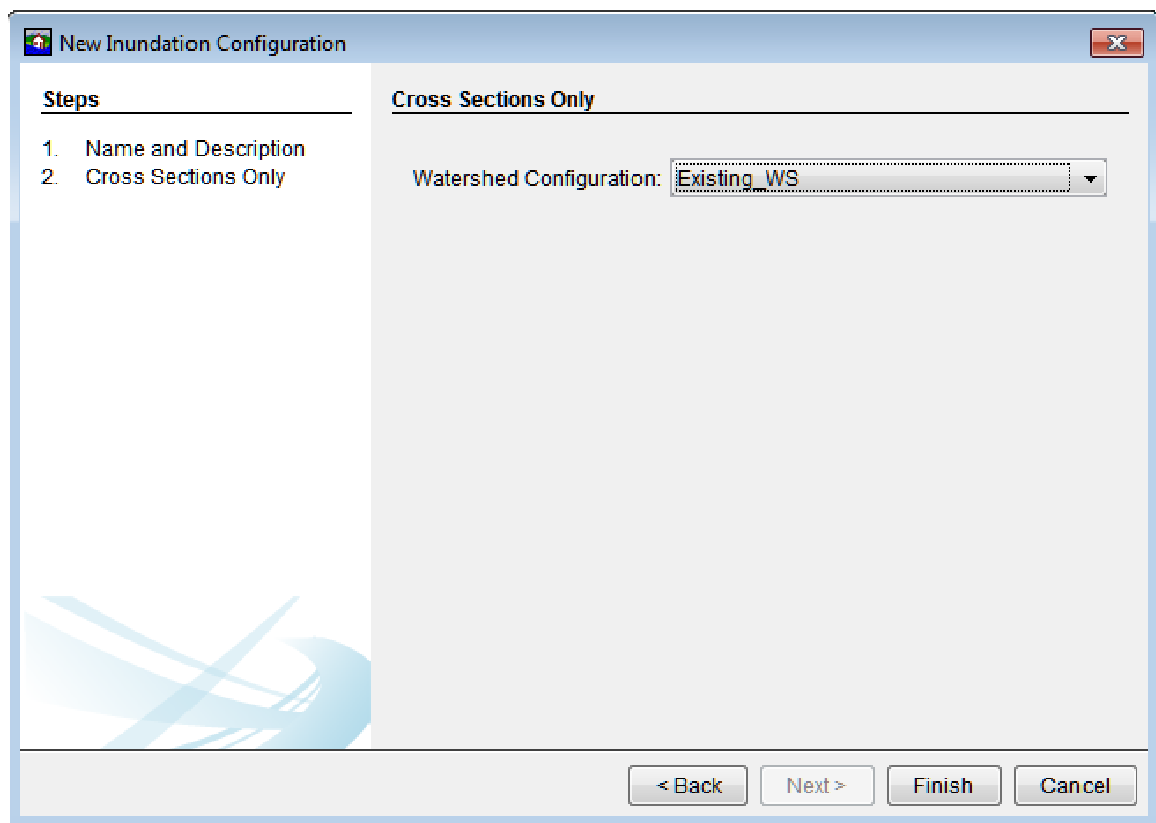 New Inundation Configuration
Steps
1. Name and Description
2. Cross Sections Only
Cross Sections Only
Watershed Configuration: Existing_WS
< Back Next > Finish Cancel